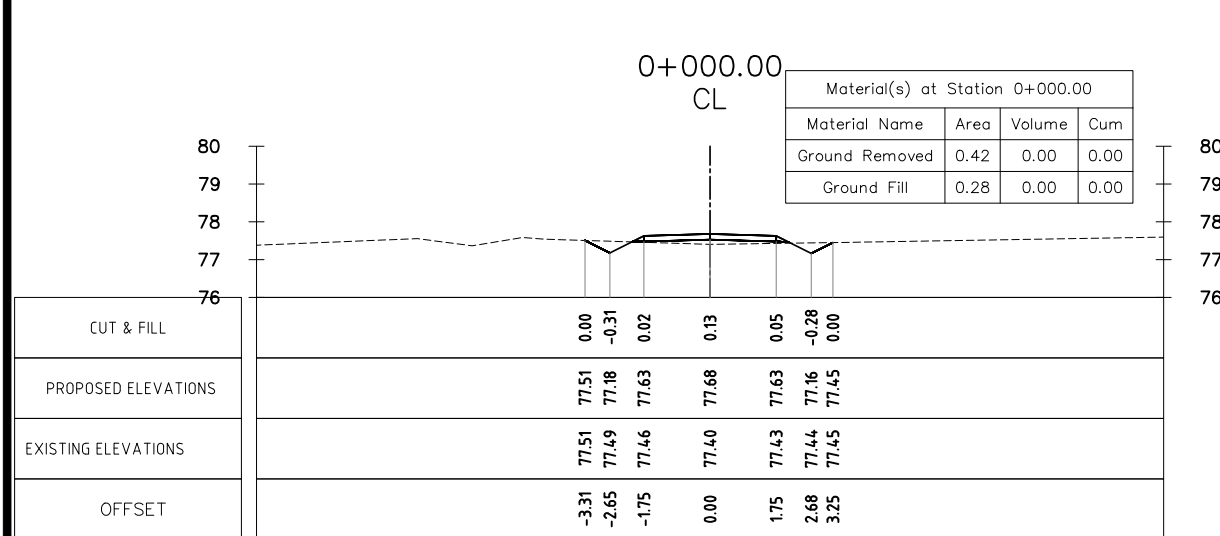 0+000.00
CL
Material(s) at Station 0+000.00
Material Name Area Volume Cum
Ground Removed 0.42 0.00 0.00
Ground Fill 0.28 0.00 0.00
80 80
79 79
78 78
77 77
76 76
CUT & FILL 0.00 -0.31 0.02 0.13 0.05 -0.28 0.00
PROPOSED ELEVATIONS 77.51 77.18 77.63 77.68 77.63 77.16 77.45
EXISTING ELEVATIONS 77.51 77.49 77.46 77.40 77.43 77.44 77.45
OFFSET -3.31 -2.65 -1.75 0.00 1.75 2.68 3.25